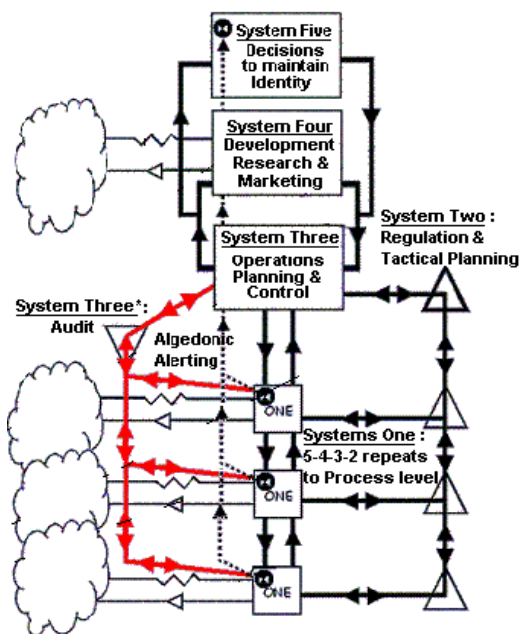 System Five
Decisions
to maintain
Identity
System Four
Development
Research &
Marketing
System Two :
Regulation &
Tactical Planning
System Three
Operations
Planning &
Control
System Three*:
Audit
Algedonic
Alerting
ONE
Systems One :
5-4-3-2 repeats
to Process level
ONE
ONE